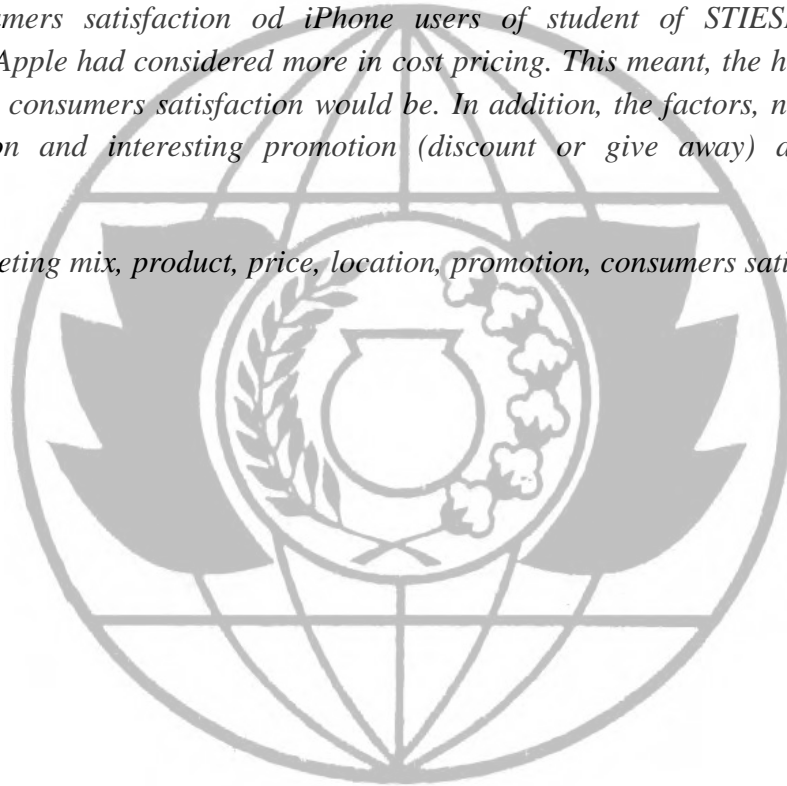 umers satisfaction od iPhone users of student of STIES
Apple had considered more in cost pricing. This meant, the h
consumers satisfaction would be. In addition, the factors, n
on and interesting promotion (discount or give away) a
eting mix, product, price, location, promotion, consumers sati